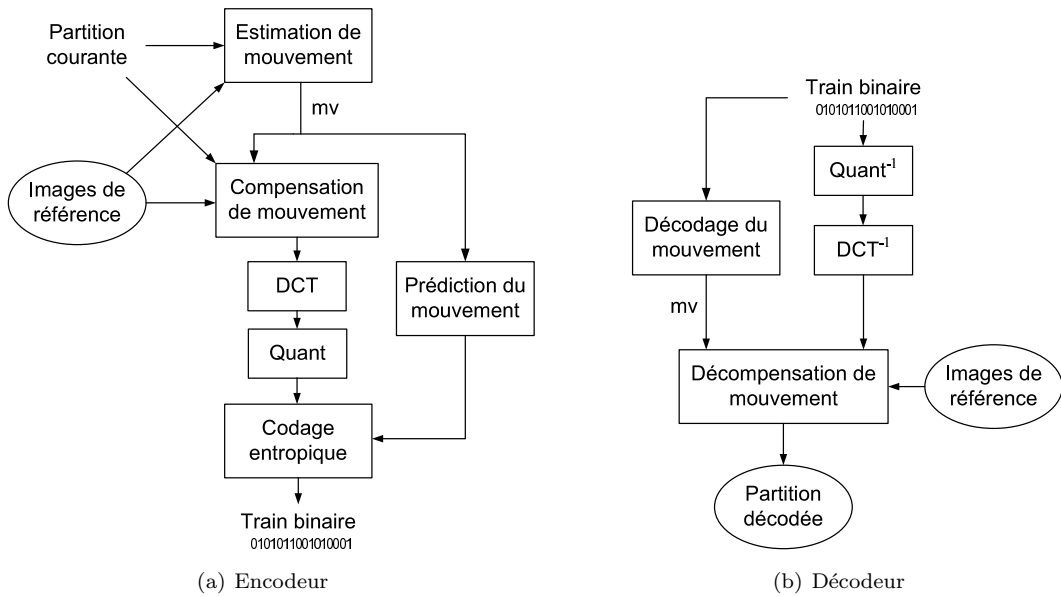 Partition
courante
Estimation de
mouvement
mv
Images de
référence
Compensation
de mouvement
DCT
Prédiction du
mouvement
Quant
Codage
entropique
Train binaire
0101011001010001
(a) Encodeur
Train binaire
0101011001010001
Quant⁻¹
Décodage du
mouvement
DCT⁻¹
mv
Décompensation de
mouvement
Images de
référence
Partition
décodée
(b) Décodeur